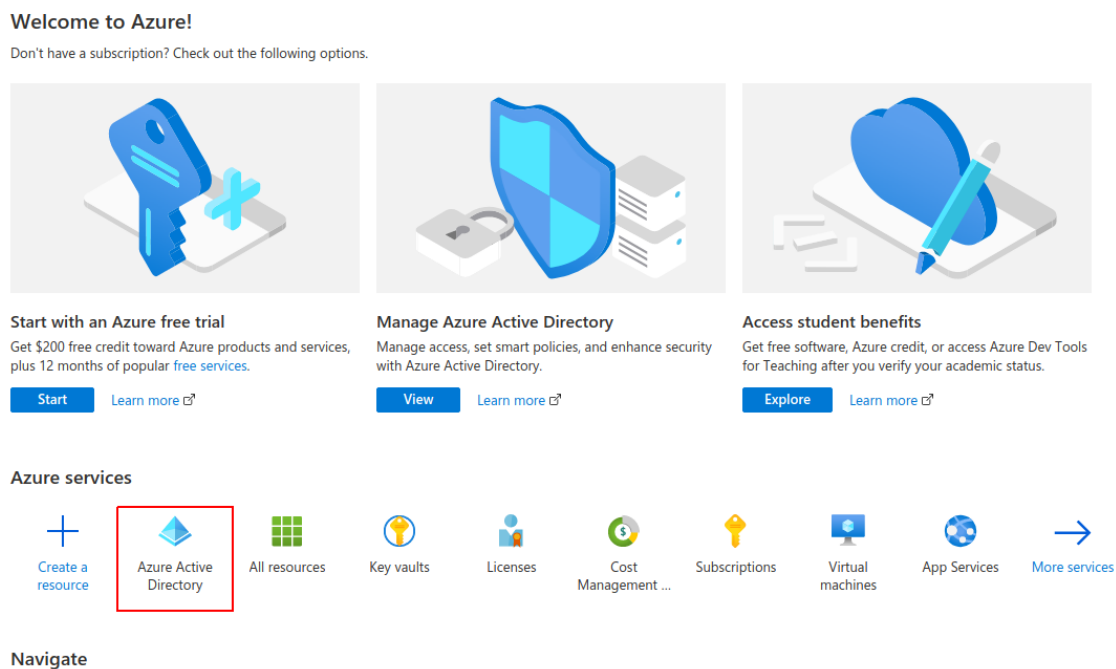 Welcome to Azure!
Don't have a subscription? Check out the following options.
Start with an Azure free trial
Get $200 free credit toward Azure products and services,
plus 12 months of popular free services.
Start
Learn more
Manage Azure Active Directory
Manage access, set smart policies, and enhance security
with Azure Active Directory.
View
Learn more
Access student benefits
Get free software, Azure credit, or access Azure Dev Tools
for Teaching after you verify your academic status.
Explore
Learn more
Azure services
Create a
resource
Azure Active
Directory
All resources
Key vaults
Licenses
Cost
Management ...
Subscriptions
Virtual
machines
App Services
More services
Navigate